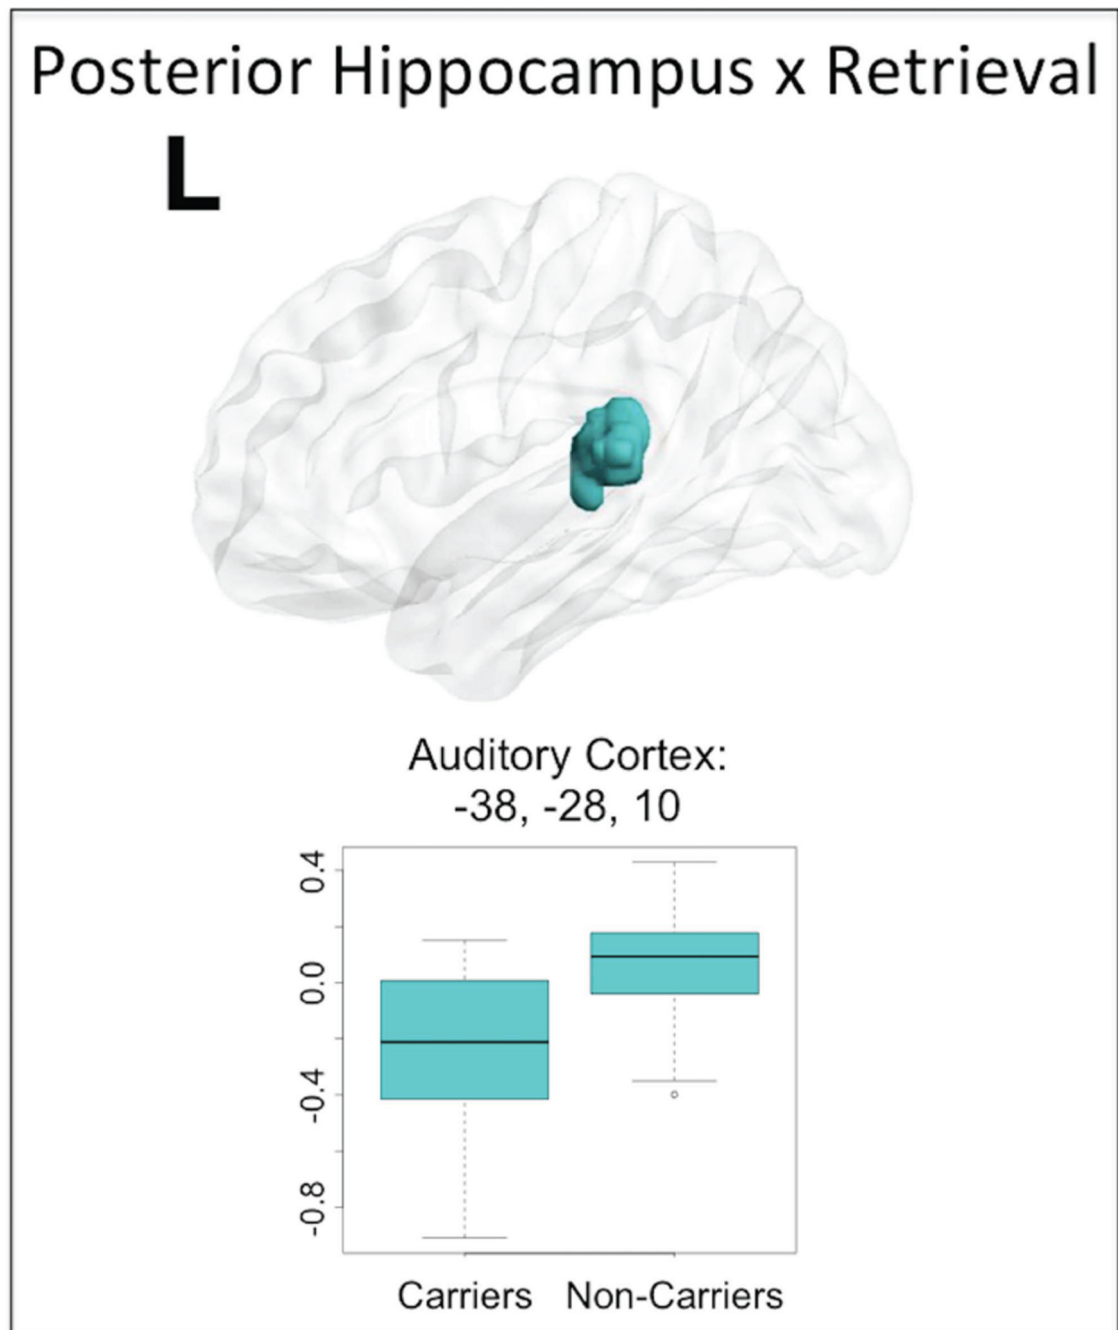 Posterior Hippocampus x Retrieval
L
Auditory Cortex:
-38, -28, 10
0.4
0.0
-0.4
-0.8
Carriers Non-Carriers